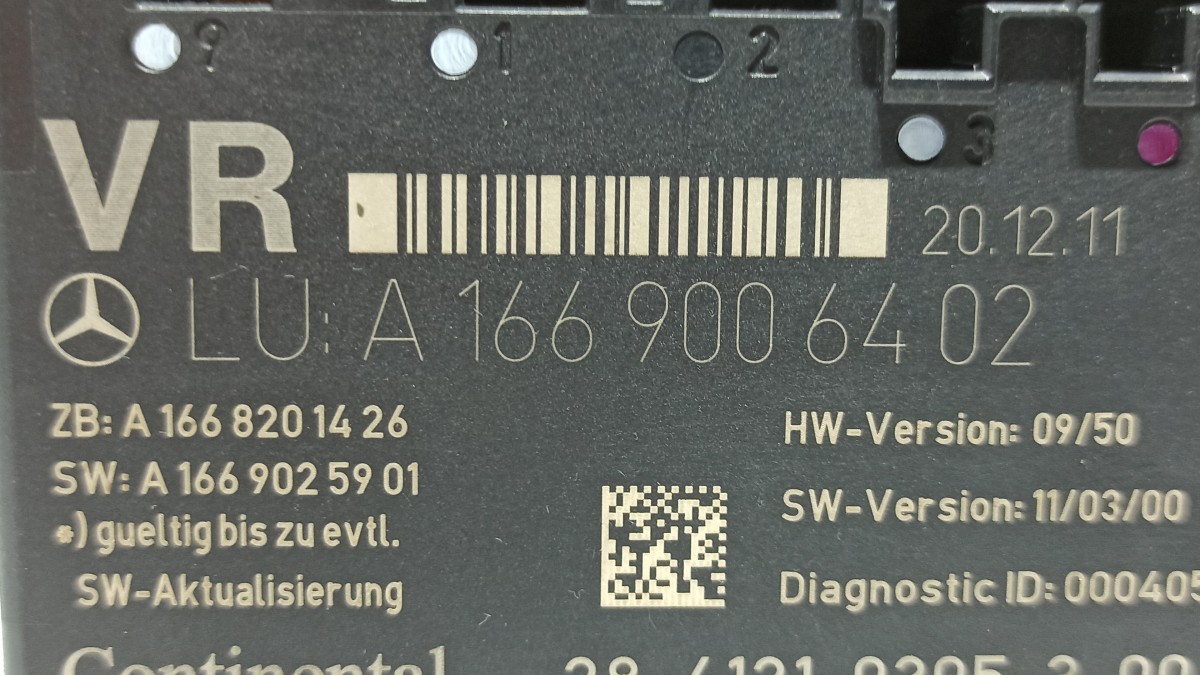 9 1 2
3
VR 20.12.11
LU: A 166 900 64 02
ZB: A 166 820 14 26
HW-Version: 09/50
SW: A 166 902 59 01
SW-Version: 11/03/00
*) gueltig bis zu evtl.
SW-Aktualisierung
Diagnostic ID: 000405
Continental